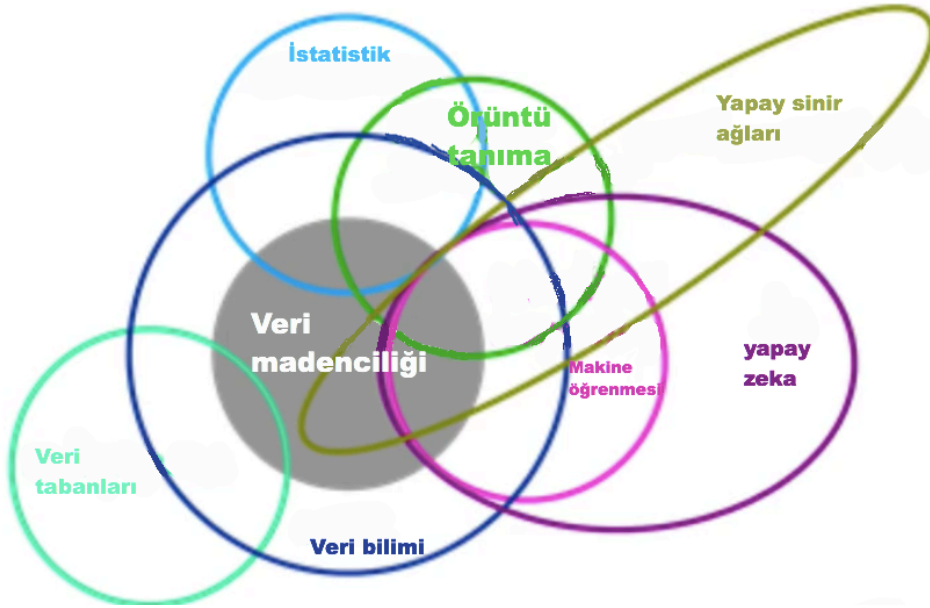 İstatistik
Örüntü
tanıma
Yapay sinir
ağları
Veri
madenciliği
yapay
zeka
Makine
öğrenmesi
Veri
tabanları
Veri bilimi